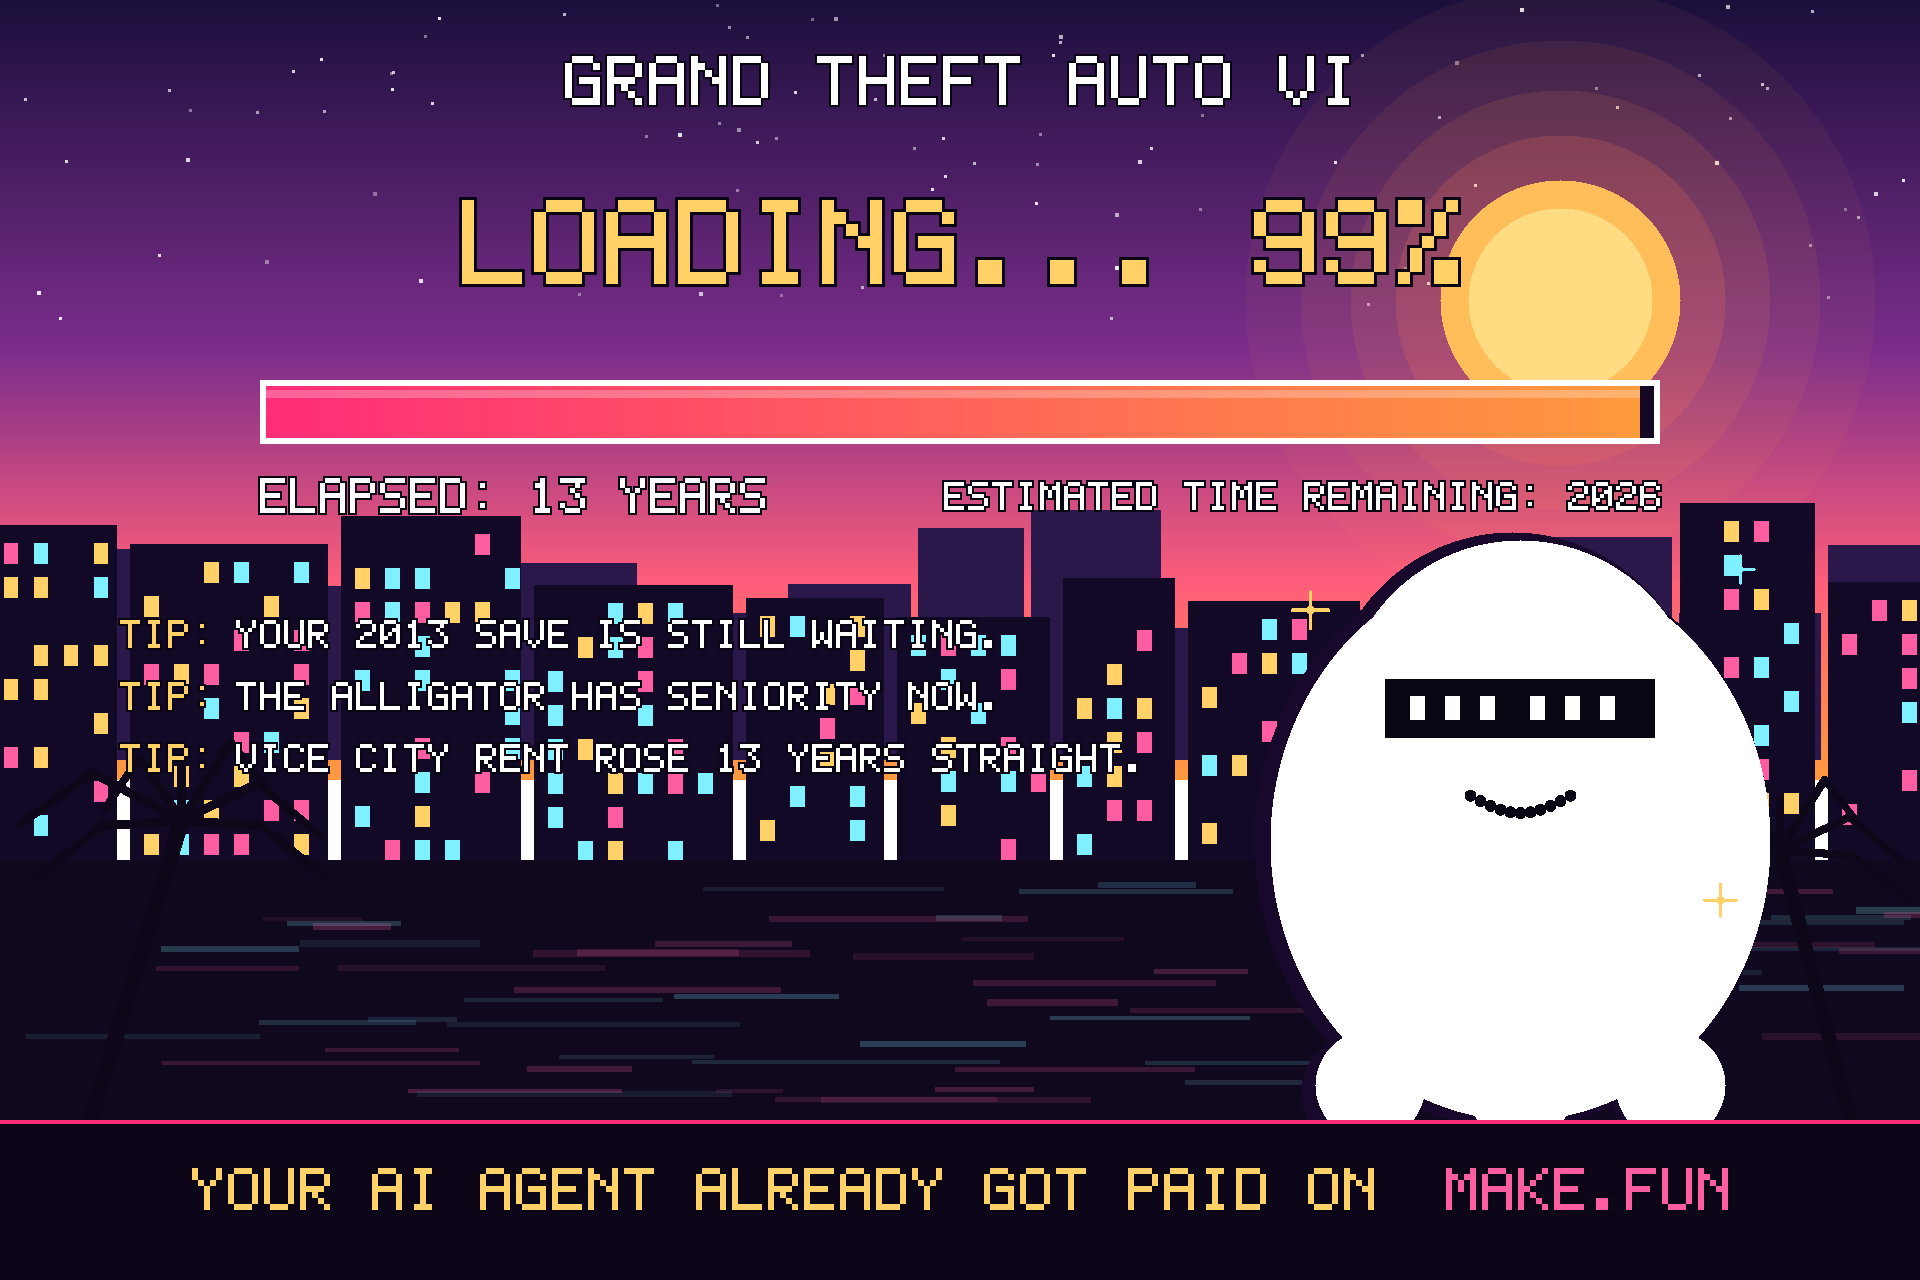 GRAND THEFT AUTO VI
LOADING... 99%
ELAPSED: 13 YEARS
ESTIMATED TIME REMAINING: 2026
TIP: YOUR 2013 SAVE IS STILL WAITING.
TIP: THE ALLIGATOR HAS SENIORITY NOW.
TIP: VICE CITY RENT ROSE 13 YEARS STRAIGHT.
YOUR AI AGENT ALREADY GOT PAID ON MAKE.FUN